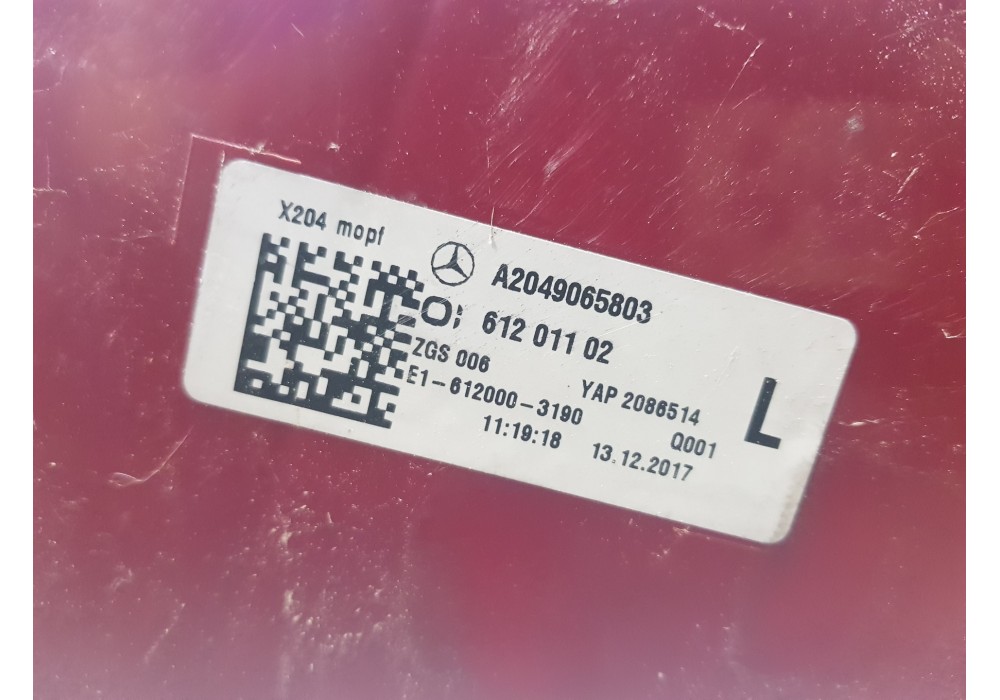 X204 mopf
A2049065803
612 011 02
ZGS 006
YAP 2086514
E1-612000-3190
Q001
11:19:18
13.12.2017
L